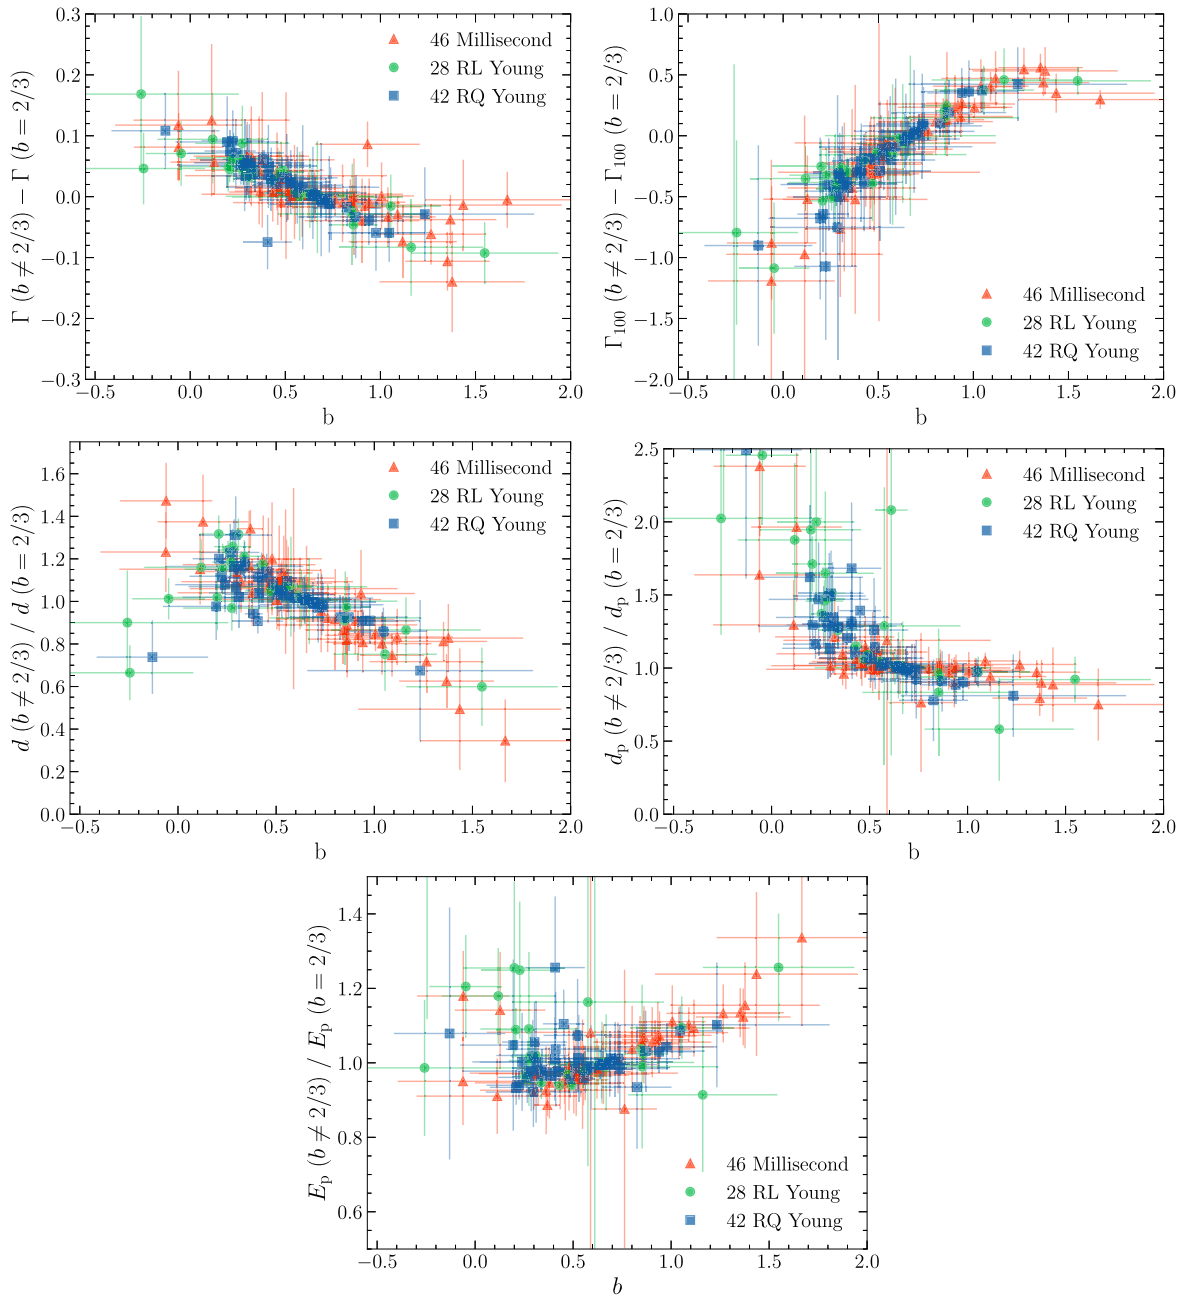 0.3
0.2
0.1
0.0
−0.1
−0.2
−0.3
Γ (b ≠ 2/3) − Γ (b = 2/3)
46 Millisecond
28 RL Young
42 RQ Young
−0.5 0.0 0.5 1.0 1.5 2.0
b
1.0
0.5
0.0
−0.5
−1.0
−1.5
−2.0
Γ₁₀₀ (b ≠ 2/3) − Γ₁₀₀ (b = 2/3)
46 Millisecond
28 RL Young
42 RQ Young
−0.5 0.0 0.5 1.0 1.5 2.0
b
1.6
1.4
1.2
1.0
0.8
0.6
0.4
0.2
0.0
d (b ≠ 2/3) / d (b = 2/3)
46 Millisecond
28 RL Young
42 RQ Young
−0.5 0.0 0.5 1.0 1.5 2.0
b
2.5
2.0
1.5
1.0
0.5
0.0
dₚ (b ≠ 2/3) / dₚ (b = 2/3)
46 Millisecond
28 RL Young
42 RQ Young
−0.5 0.0 0.5 1.0 1.5 2.0
b
1.4
1.2
1.0
0.8
0.6
Eₚ (b ≠ 2/3) / Eₚ (b = 2/3)
46 Millisecond
28 RL Young
42 RQ Young
−0.5 0.0 0.5 1.0 1.5 2.0
b